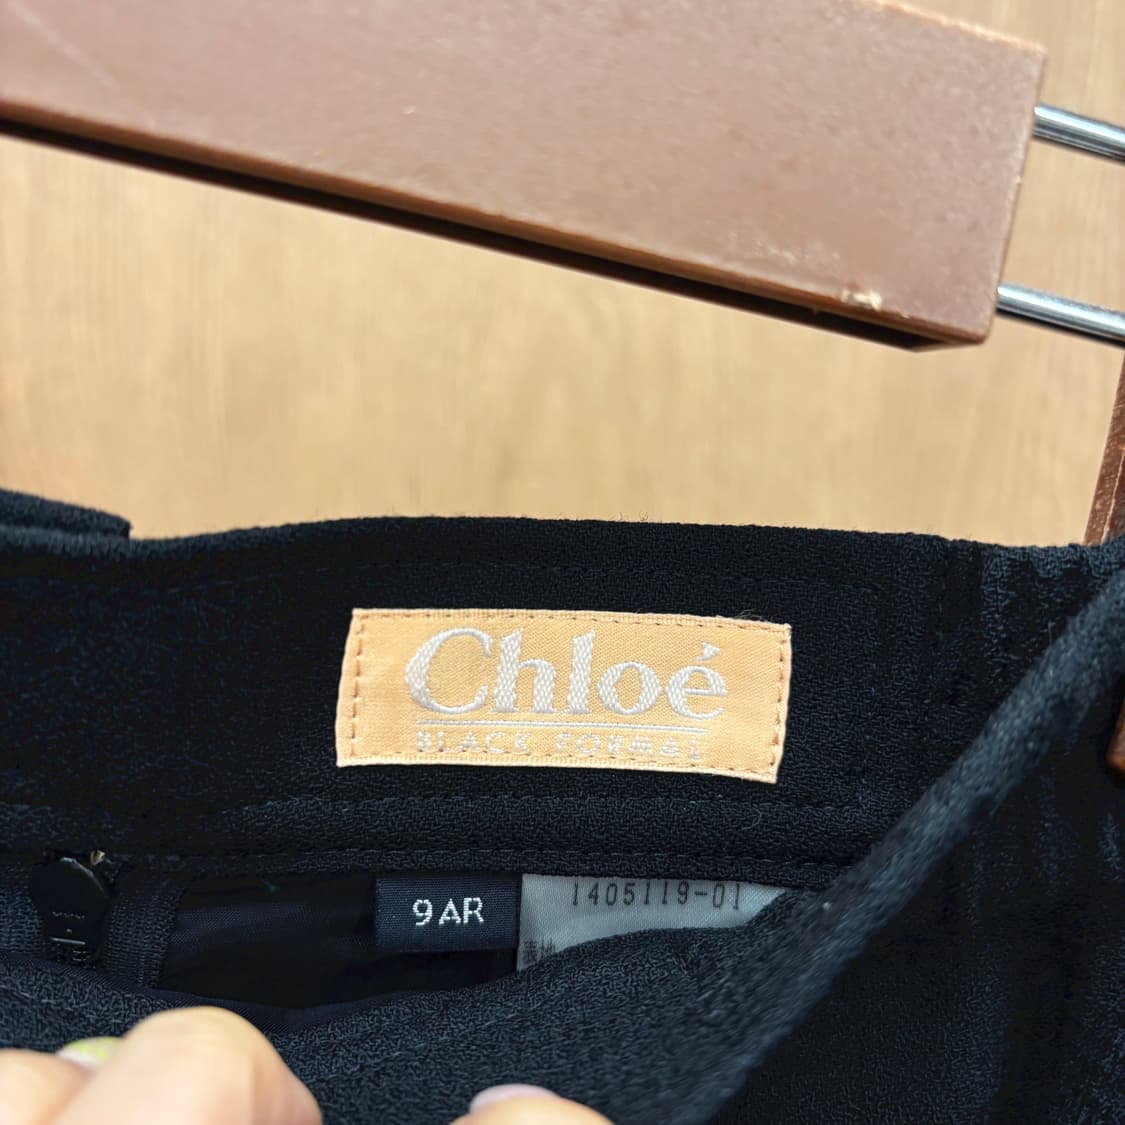 Chloé
BLACK FORMAL
9AR
1405119-01
表地